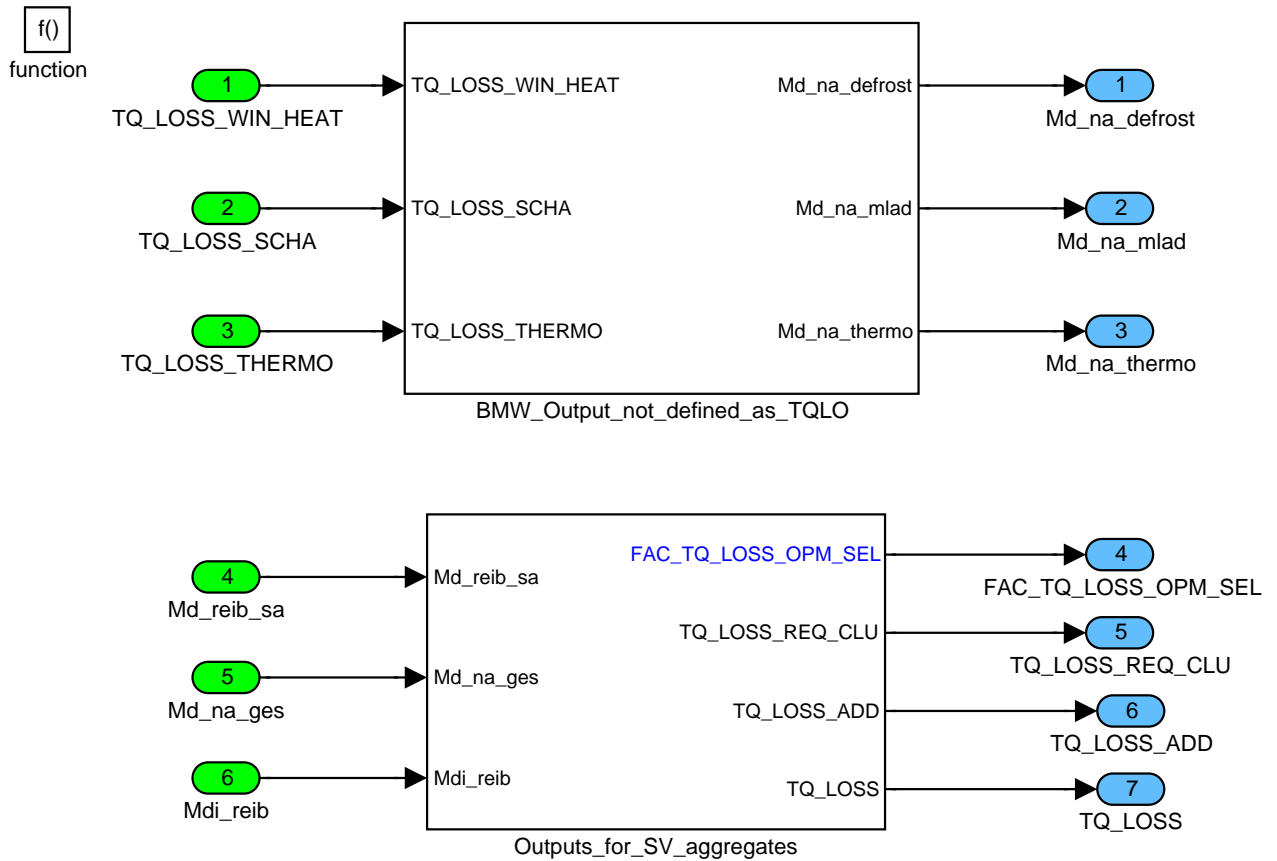 f()
function
1
TQ_LOSS_WIN_HEAT
TQ_LOSS_WIN_HEAT
Md_na_defrost
1
Md_na_defrost
2
TQ_LOSS_SCHA
TQ_LOSS_SCHA
Md_na_mlad
2
Md_na_mlad
3
TQ_LOSS_THERMO
TQ_LOSS_THERMO
Md_na_thermo
3
Md_na_thermo
BMW_Output_not_defined_as_TQLO
4
Md_reib_sa
Md_reib_sa
FAC_TQ_LOSS_OPM_SEL
4
FAC_TQ_LOSS_OPM_SEL
5
Md_na_ges
Md_na_ges
TQ_LOSS_REQ_CLU
5
TQ_LOSS_REQ_CLU
TQ_LOSS_ADD
6
TQ_LOSS_ADD
6
Mdi_reib
Mdi_reib
TQ_LOSS
7
TQ_LOSS
Outputs_for_SV_aggregates